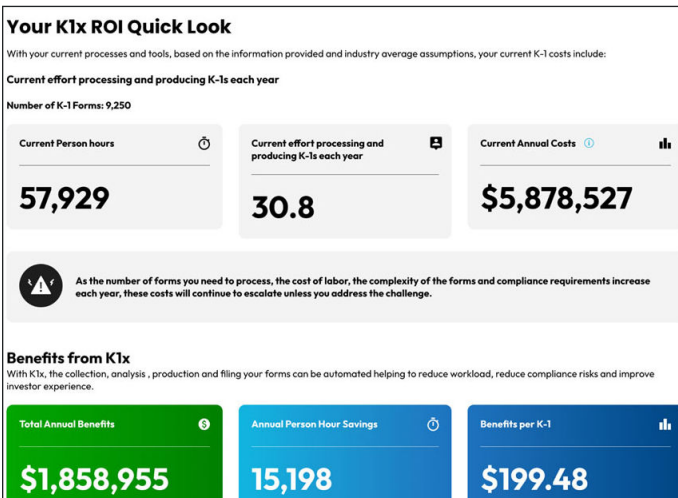 Your K1x ROI Quick Look
With your current processes and tools, based on the information provided and industry average assumptions, your current K-1 costs include:
Current effort processing and producing K-1s each year
Number of K-1 Forms: 9,250
Current Person hours
57,929
Current effort processing and
producing K-1s each year
30.8
Current Annual Costs
$5,878,527
As the number of forms you need to process, the cost of labor, the complexity of the forms and compliance requirements increase
each year, these costs will continue to escalate unless you address the challenge.
Benefits from K1x
With K1x, the collection, analysis , production and filing your forms can be automated helping to reduce workload, reduce compliance risks and improve
investor experience.
Total Annual Benefits
$1,858,955
Annual Person Hour Savings
15,198
Benefits per K-1
$199.48